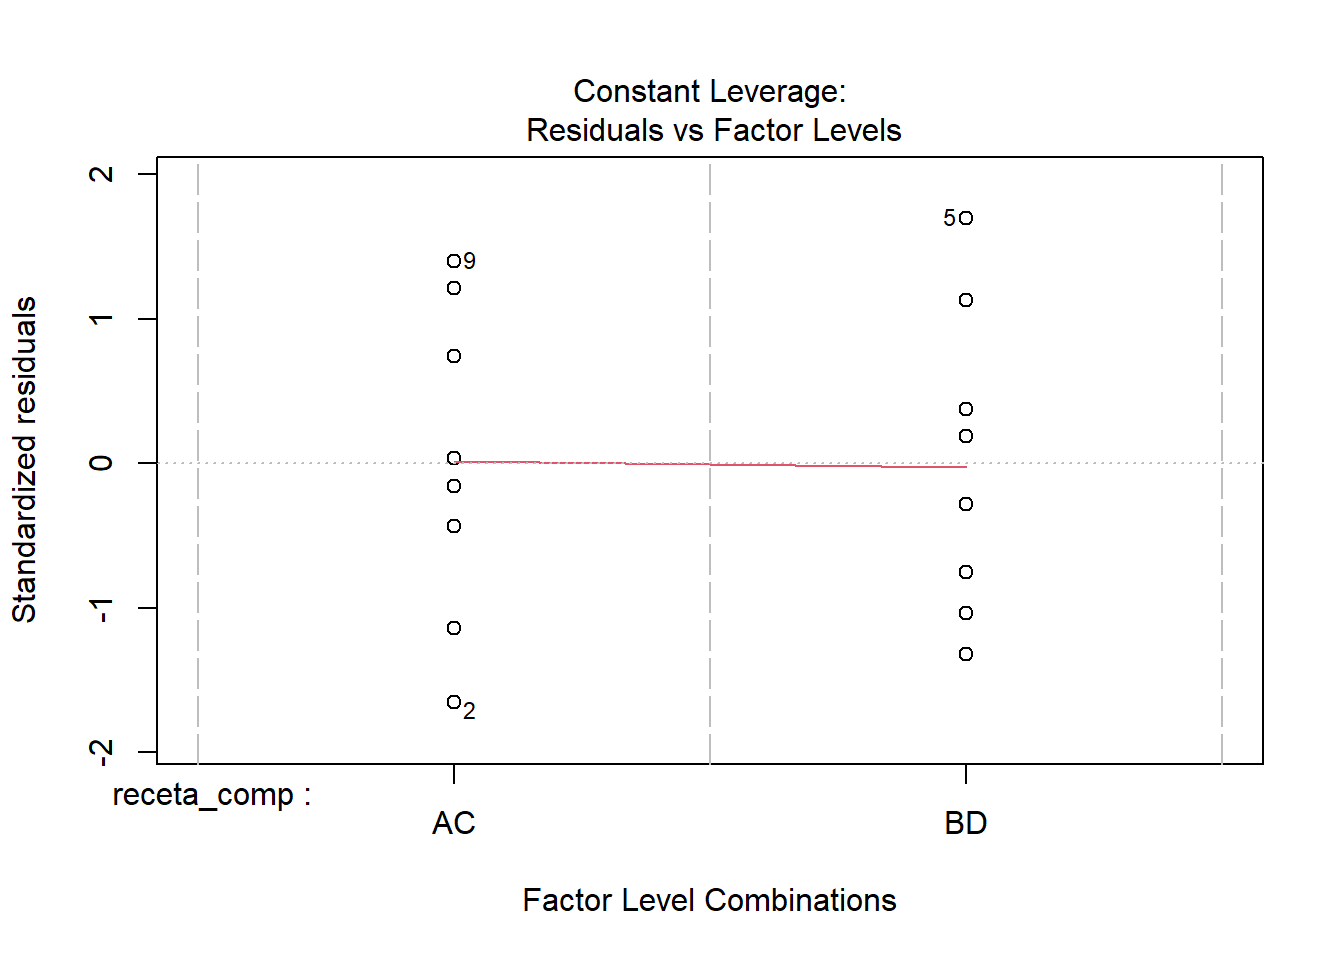 Constant Leverage:
Residuals vs Factor Levels
Standardized residuals
2
1
0
-1
-2
9
2
5
receta_comp :
AC
BD
Factor Level Combinations